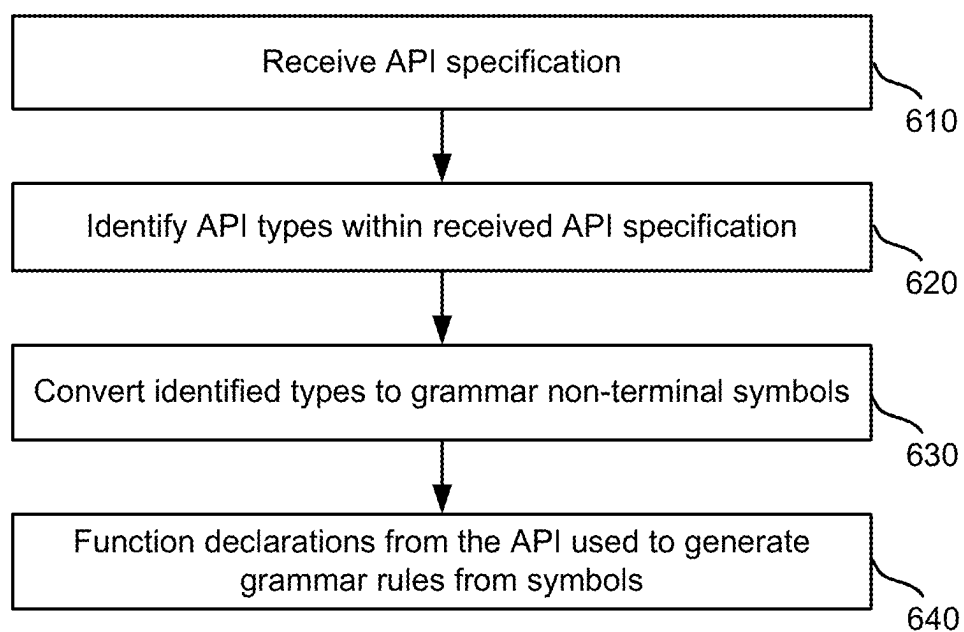 Receive API specification
610
Identify API types within received API specification
620
Convert identified types to grammar non-terminal symbols
630
Function declarations from the API used to generate
grammar rules from symbols
640